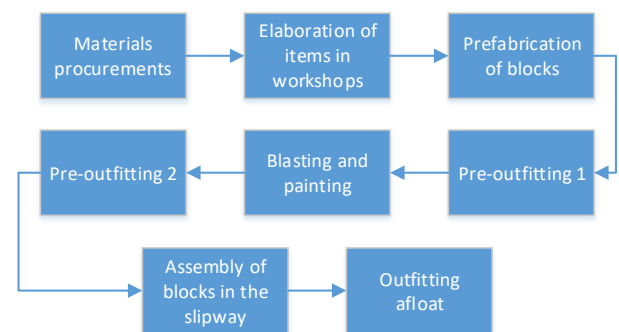 Materials
procurements
Elaboration of
items in
workshops
Prefabrication
of blocks
Pre-outfitting 1
Blasting and
painting
Pre-outfitting 2
Assembly of
blocks in the
slipway
Outfitting
afloat